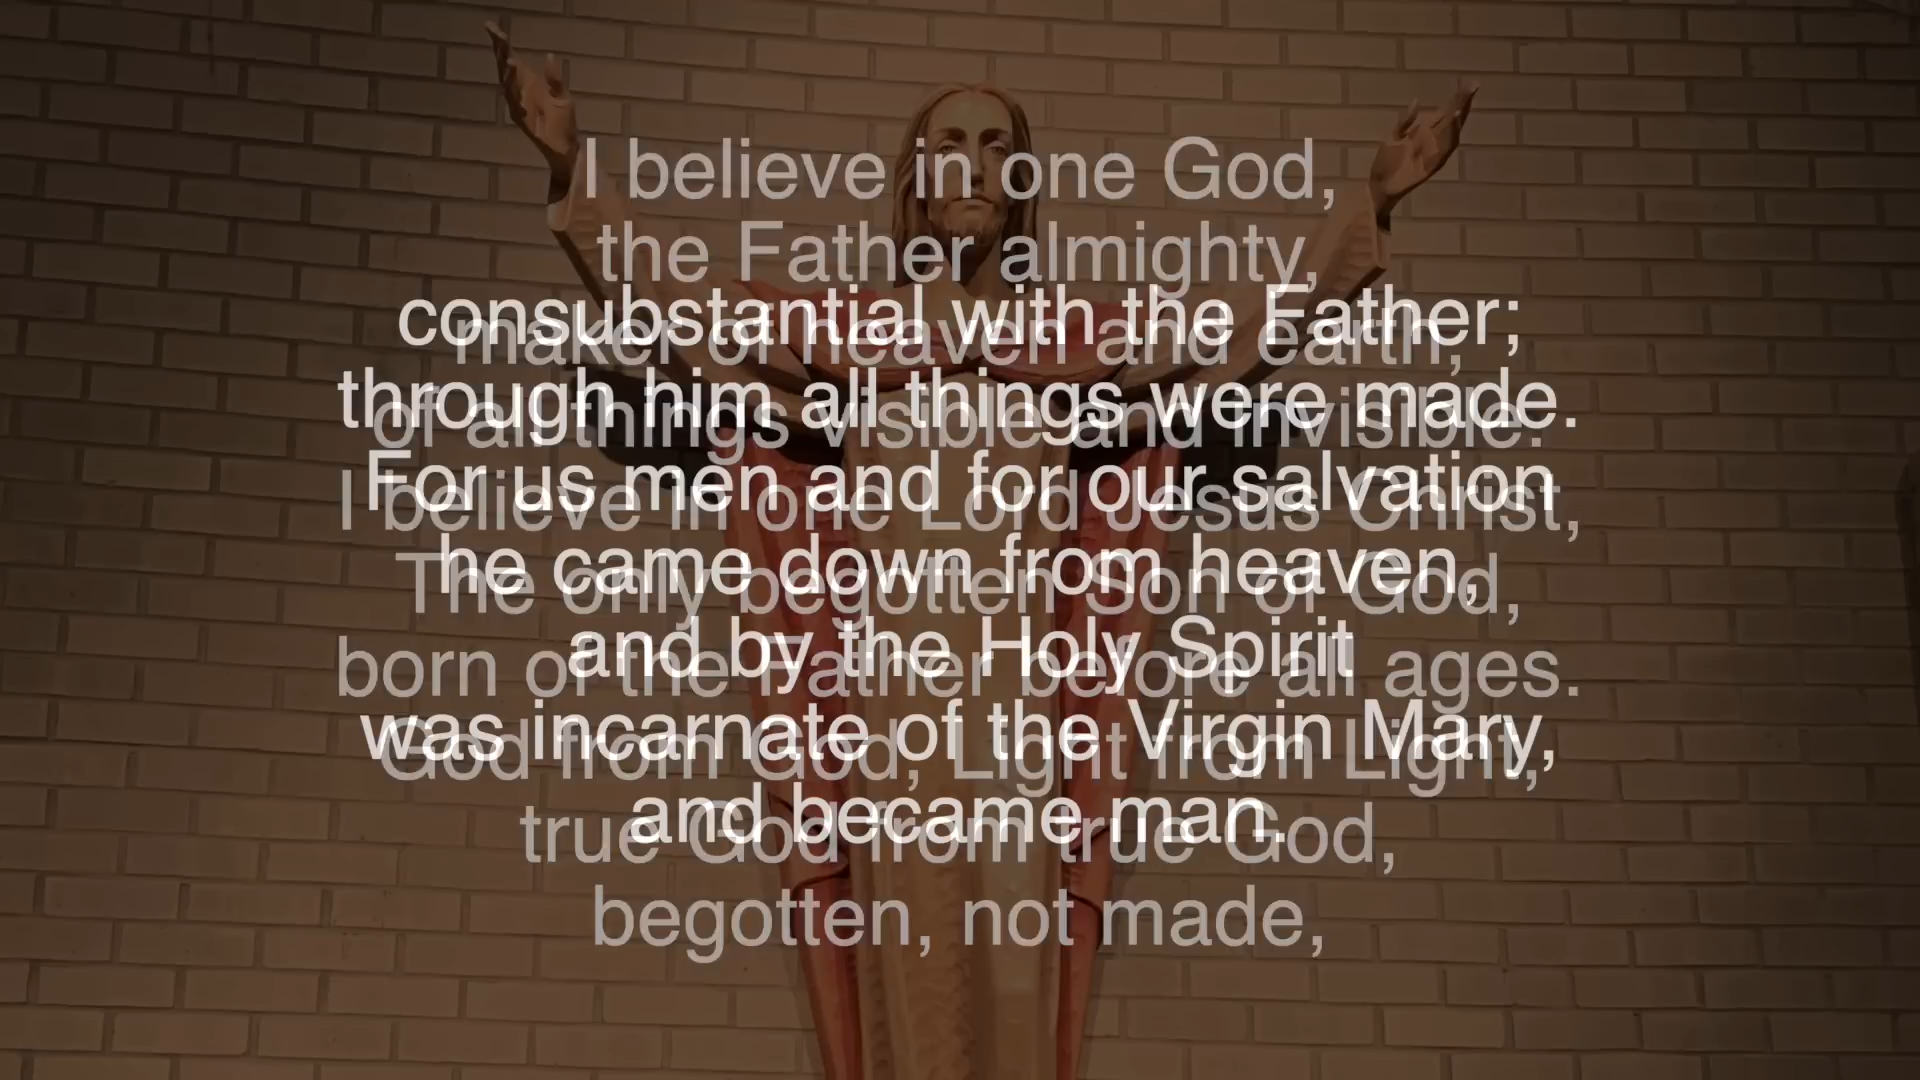 I believe in one God,
the Father almighty,
maker of heaven and earth,
of all things visible and invisible.
I believe in one Lord Jesus Christ,
The only begotten Son of God,
born of the Father before all ages.
God from God, Light from Light,
true God from true God,
begotten, not made,
consubstantial with the Father;
through him all things were made.
For us men and for our salvation
he came down from heaven,
and by the Holy Spirit
was incarnate of the Virgin Mary,
and became man.